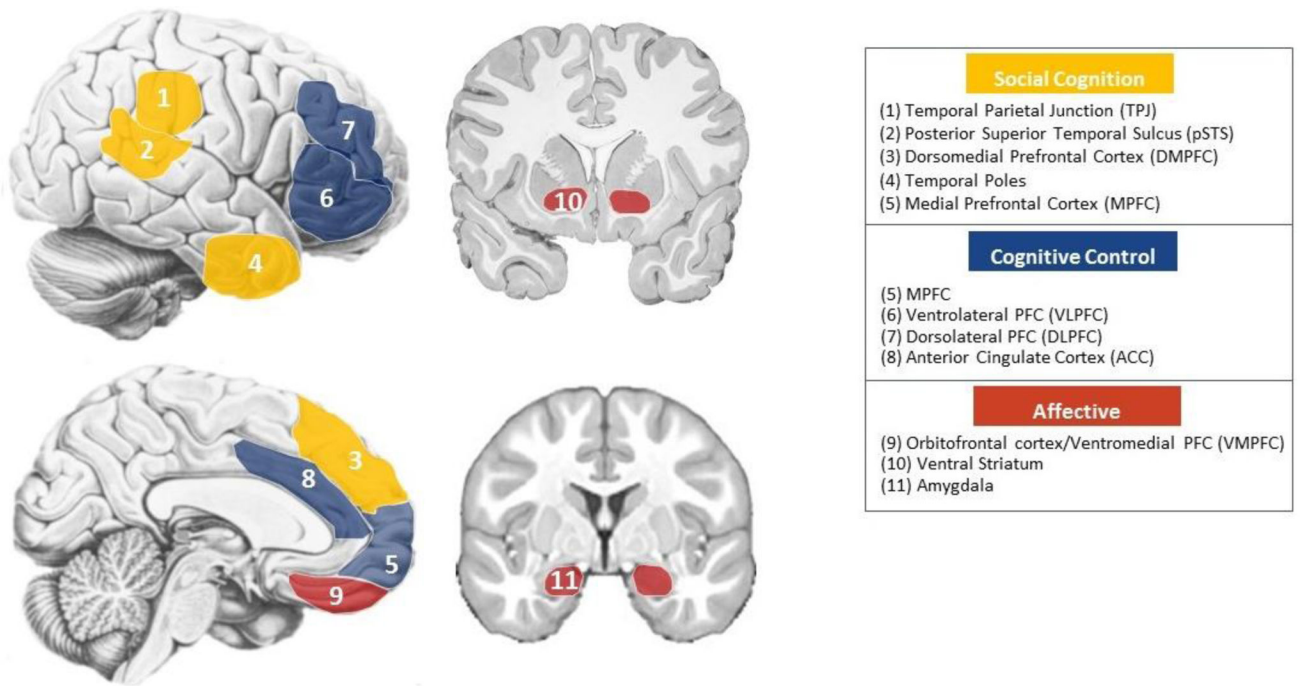 1
2
7
6
4
10
3
8
5
9
11
Social Cognition
(1) Temporal Parietal Junction (TPJ)
(2) Posterior Superior Temporal Sulcus (pSTS)
(3) Dorsomedial Prefrontal Cortex (DMPFC)
(4) Temporal Poles
(5) Medial Prefrontal Cortex (MPFC)
Cognitive Control
(5) MPFC
(6) Ventrolateral PFC (VLPFC)
(7) Dorsolateral PFC (DLPFC)
(8) Anterior Cingulate Cortex (ACC)
Affective
(9) Orbitofrontal cortex/Ventromedial PFC (VMPFC)
(10) Ventral Striatum
(11) Amygdala